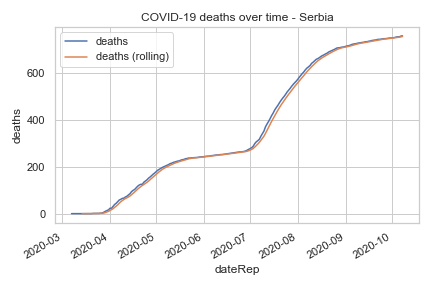 COVID-19 deaths over time - Serbia
deaths
deaths (rolling)
deaths
600
400
200
0
2020-03
2020-04
2020-05
2020-06
2020-07
2020-08
2020-09
2020-10
dateRep